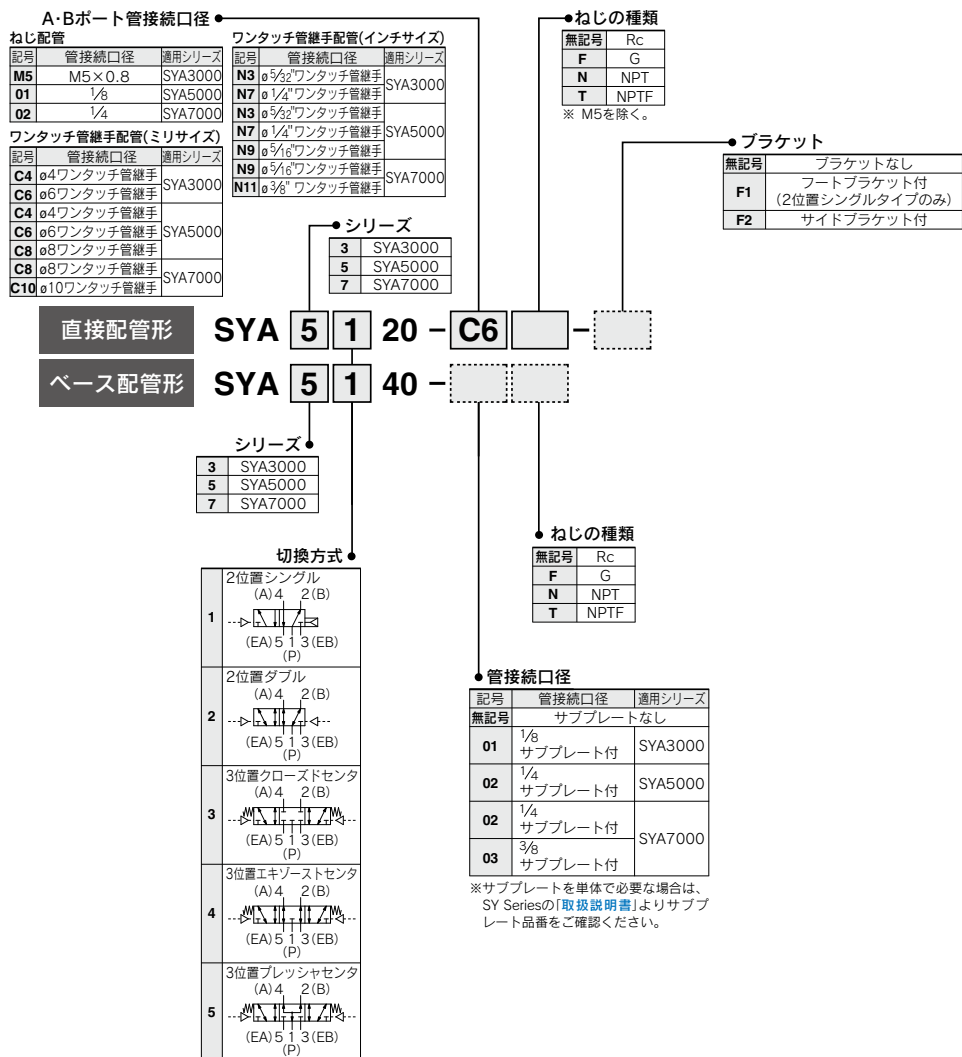 A･Bポート管接続口径
ねじ配管
記号 管接続口径 適用シリーズ
M5 M5×0.8 SYA3000
01 1/8 SYA5000
02 1/4 SYA7000
ワンタッチ管継手配管(ミリサイズ)
記号 管接続口径 適用シリーズ
C4 ø4ワンタッチ管継手 SYA3000
C6 ø6ワンタッチ管継手
C4 ø4ワンタッチ管継手 SYA5000
C6 ø6ワンタッチ管継手
C8 ø8ワンタッチ管継手
C8 ø8ワンタッチ管継手 SYA7000
C10 ø10ワンタッチ管継手
ワンタッチ管継手配管(インチサイズ)
記号 管接続口径 適用シリーズ
N3 ø5/32"ワンタッチ管継手 SYA3000
N7 ø1/4"ワンタッチ管継手
N3 ø5/32"ワンタッチ管継手 SYA5000
N7 ø1/4"ワンタッチ管継手
N9 ø5/16"ワンタッチ管継手
N9 ø5/16"ワンタッチ管継手 SYA7000
N11 ø3/8" ワンタッチ管継手
シリーズ
3 SYA3000
5 SYA5000
7 SYA7000
ねじの種類
無記号 Rc
F G
N NPT
T NPTF
※ M5を除く。
ブラケット
無記号 ブラケットなし
F1 フートブラケット付
(2位置シングルタイプのみ)
F2 サイドブラケット付
直接配管形 SYA 5 1 20 － C6 －
ベース配管形 SYA 5 1 40 －
シリーズ
3 SYA3000
5 SYA5000
7 SYA7000
切換方式
1 2位置シングル
(A)4 2(B)
(EA)5 1 3(EB)
(P)
2 2位置ダブル
(A)4 2(B)
(EA)5 1 3(EB)
(P)
3 3位置クローズドセンタ
(A)4 2(B)
(EA)5 1 3(EB)
(P)
4 3位置エキゾーストセンタ
(A)4 2(B)
(EA)5 1 3(EB)
(P)
5 3位置プレッシャセンタ
(A)4 2(B)
(EA)5 1 3(EB)
(P)
ねじの種類
無記号 Rc
F G
N NPT
T NPTF
管接続口径
記号 管接続口径 適用シリーズ
無記号 サブプレートなし
01 1/8
サブプレート付 SYA3000
02 1/4
サブプレート付 SYA5000
02 1/4
サブプレート付 SYA7000
03 3/8
サブプレート付
※サブプレートを単体で必要な場合は、
SY Seriesの｢取扱説明書｣よりサブプ
レート品番をご確認ください。